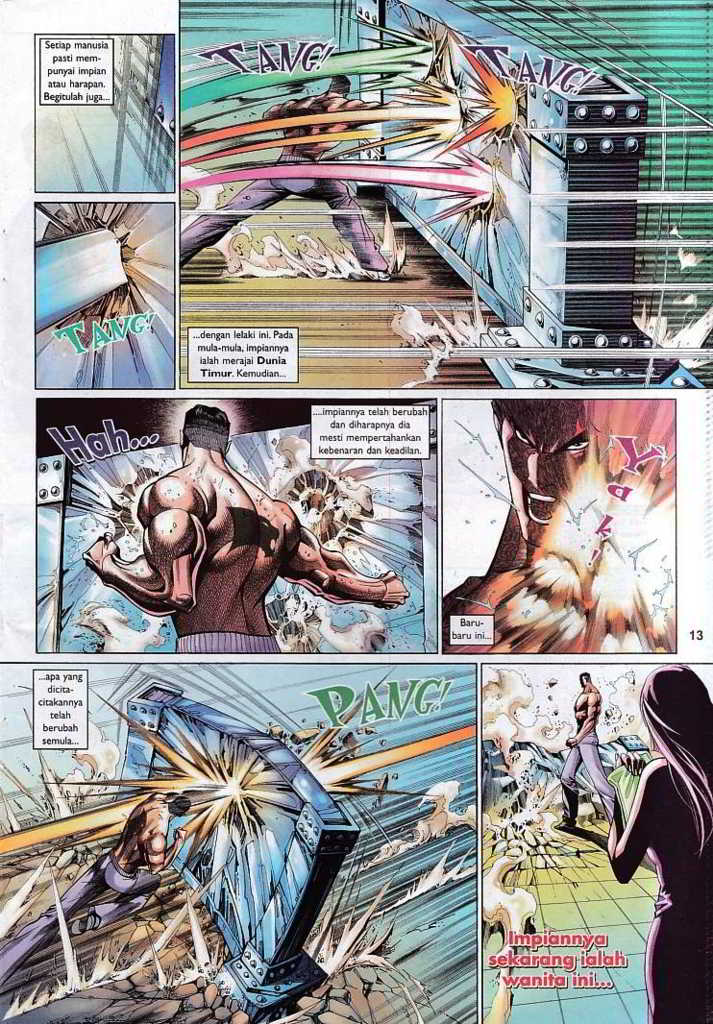 Setiap manusia
pasti mem-
punyai impian
atau harapan.
Begitulah juga...
TANG!
TANG!
TANG!
...dengan lelaki ini. Pada
mula-mula, impiannya
ialah merajai Dunia
Timur. Kemudian...
Hah...
....impiannya telah berubah
dan diharapnya dia
mesti mempertahankan
kebenaran dan keadilan.
Yak!
Baru-
baru ini...
13
...apa yang
dicita-
citakannya
telah
berubah
semula...
PANG!
Impiannya
sekarang ialah
wanita ini...